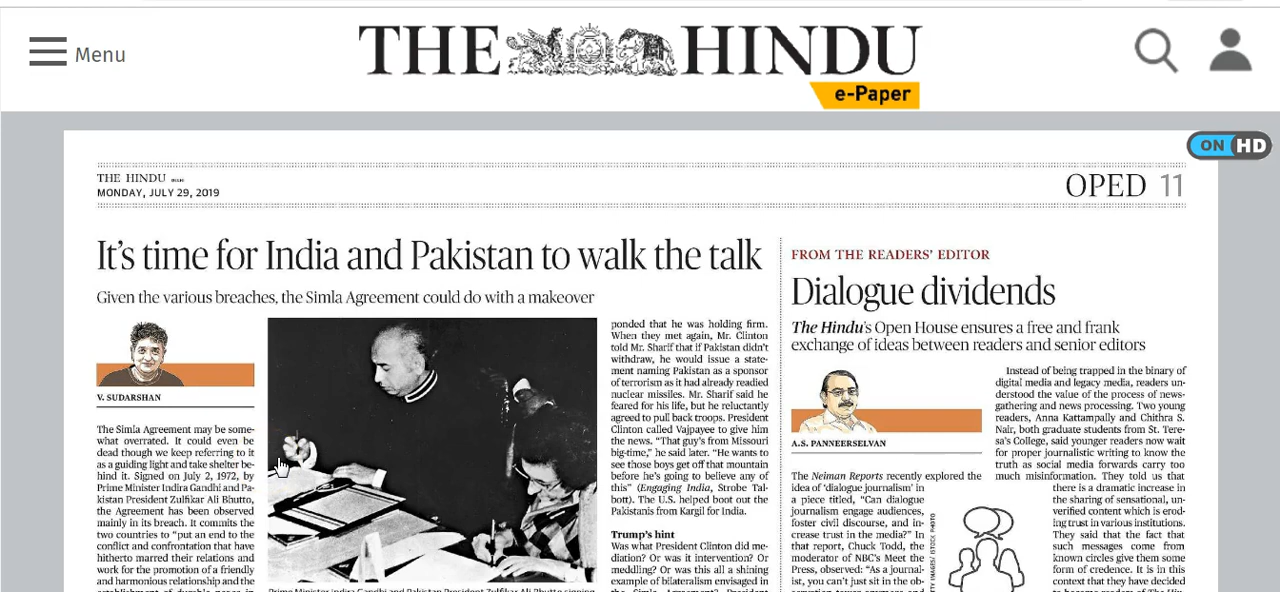 Menu
THE HINDU
e-Paper
ON HD
THE HINDU
MONDAY, JULY 29, 2019
OPED 11
It's time for India and Pakistan to walk the talk
Given the various breaches, the Simla Agreement could do with a makeover
V. SUDARSHAN
The Simla Agreement may be some-
what overrated. It could even be
dead though we keep referring to it
as a guiding light and take shelter be-
hind it. Signed on July 2, 1972, by
Prime Minister Indira Gandhi and Pa-
kistan President Zulfikar Ali Bhutto,
the Agreement has been observed
mainly in its breach. It commits the
two countries to "put an end to the
conflict and confrontation that have
hitherto marred their relations and
work for the promotion of a friendly
and harmonious relationship and the
Prime Minister Indira Gandhi and Pakistan President Zulfikar Ali Bhutto signing
ponded that he was holding firm.
When they met again, Mr. Clinton
told Mr. Sharif that if Pakistan didn't
withdraw, he would issue a state-
ment naming Pakistan as a sponsor
of terrorism as it had already readied
nuclear missiles. Mr. Sharif said he
feared for his life, but he reluctantly
agreed to pull back troops. President
Clinton called Vajpayee to give him
the news. "That guy's from Missouri
big-time," he said later. "He wants to
see those boys get off that mountain
before he's going to believe any of
this" (Engaging India, Strobe Tal-
bott). The U.S. helped boot out the
Pakistanis from Kargil for India.
Trump's hint
Was what President Clinton did me-
diation? Or was it intervention? Or
meddling? Or was this all a shining
example of bilateralism envisaged in
the Simla Agreement? President
FROM THE READERS' EDITOR
Dialogue dividends
The Hindu's Open House ensures a free and frank
exchange of ideas between readers and senior editors
A.S. PANNEERSELVAN
The Neiman Reports recently explored the
idea of 'dialogue journalism' in
a piece titled, "Can dialogue
journalism engage audiences,
foster civil discourse, and in-
crease trust in the media?" In
that report, Chuck Todd, the
moderator of NBC's Meet the
Press, observed: "As a journal-
ist, you can't just sit in the ob-
IMAGES/ ISTOCK PHOTO
Instead of being trapped in the binary of
digital media and legacy media, readers un-
derstood the value of the process of news-
gathering and news processing. Two young
readers, Anna Kattampally and Chithra S.
Nair, both graduate students from St. Tere-
sa's College, said younger readers now wait
for proper journalistic writing to know the
truth as social media forwards carry too
much misinformation. They told us that
there is a dramatic increase in
the sharing of sensational, un-
verified content which is erod-
ing trust in various institutions.
They said that the fact that
such messages come from
known circles give them some
form of credence. It is in this
context that they have decided